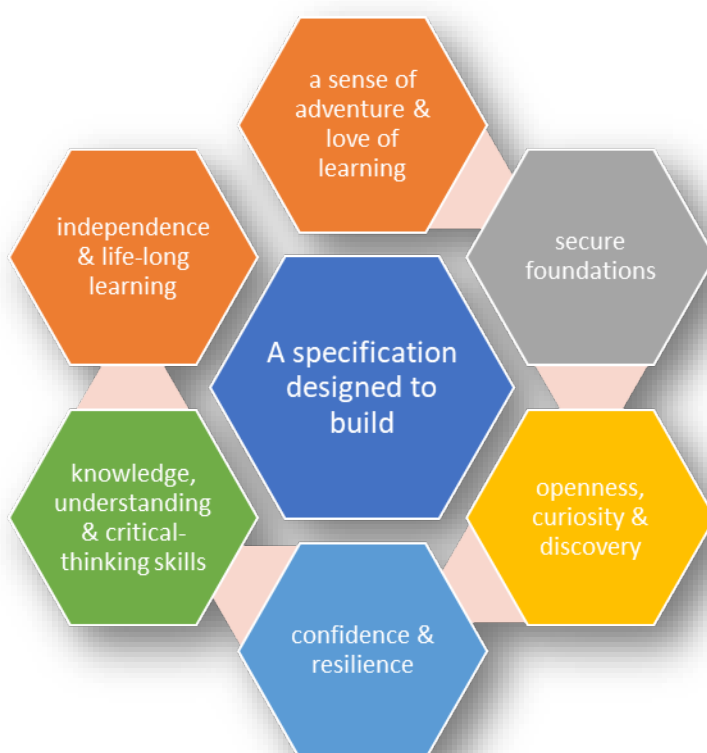 a sense of
adventure &
love of
learning
secure
foundations
openness,
curiosity &
discovery
confidence &
resilience
knowledge,
understanding
& critical-
thinking skills
independence
& life-long
learning
A specification
designed to
build